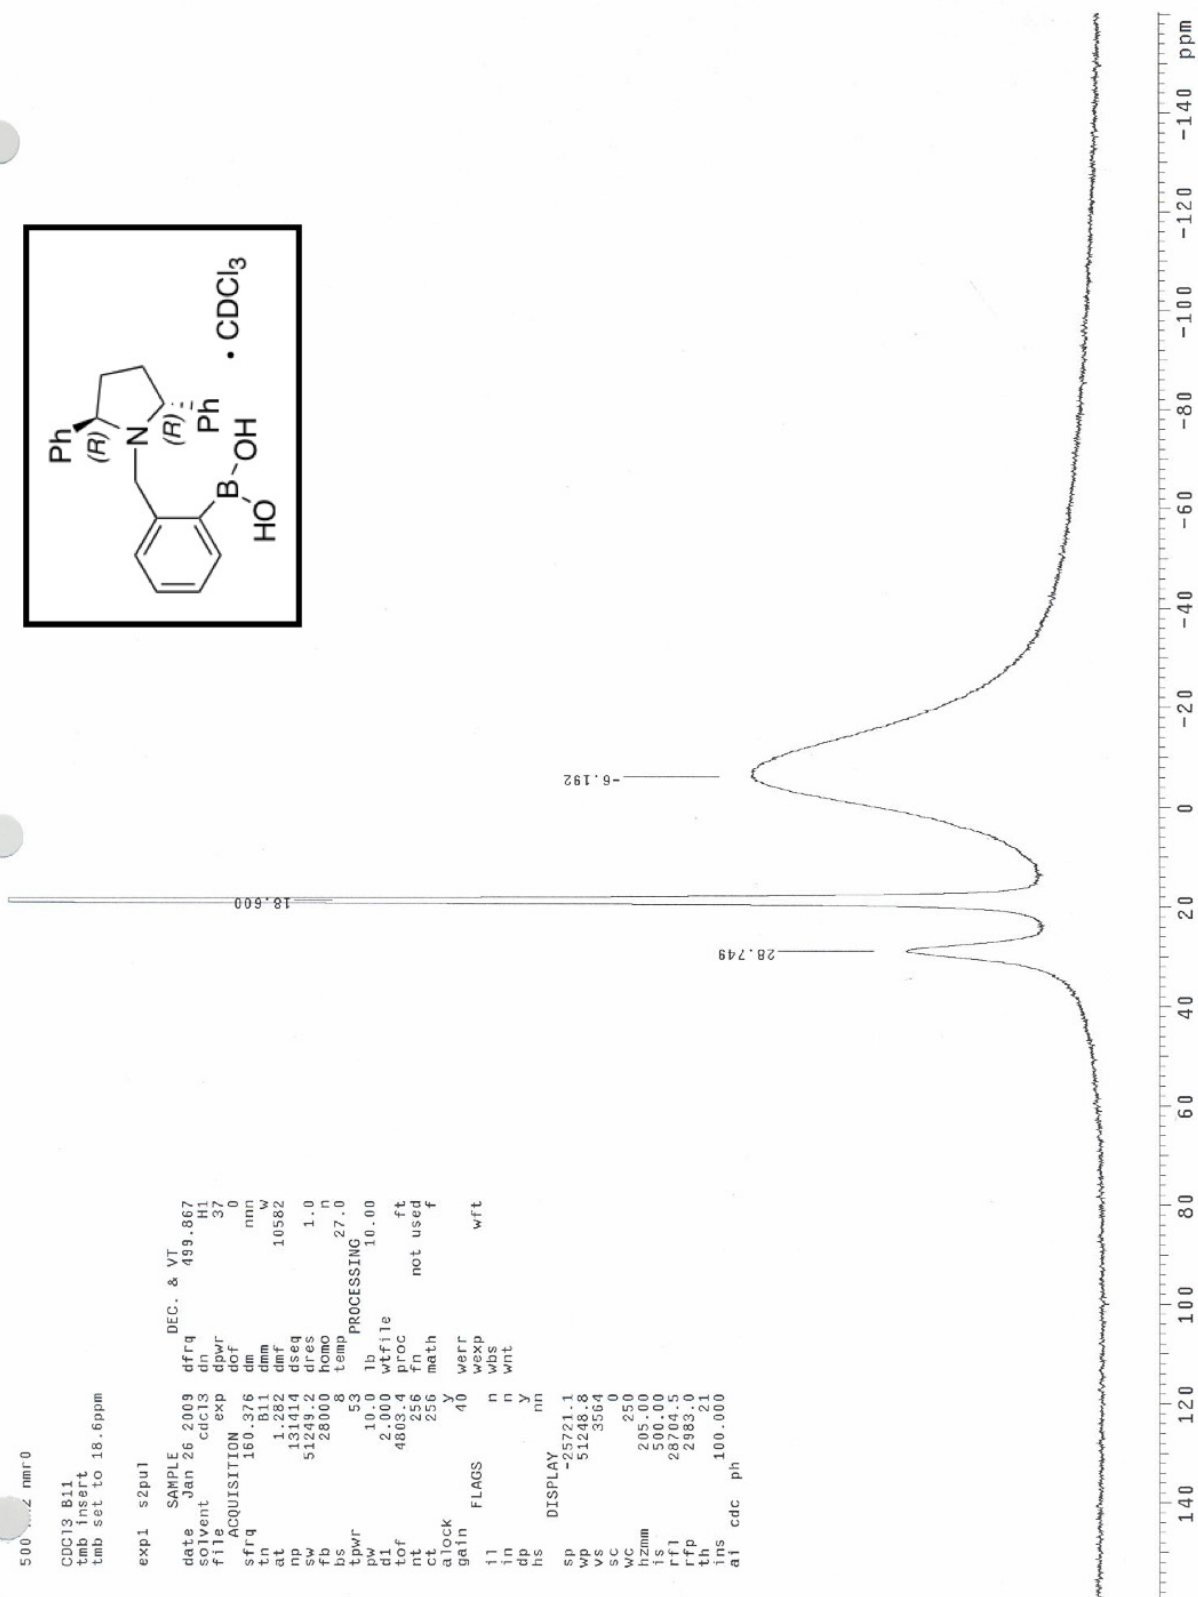 500 nmr0
CDCl3 B11
tmb insert
tmb set to 18.6ppm
exp1 s2pul
SAMPLE DEC. & VT
date Jan 26 2009 dfrq 499.867
solvent cdcl3 dn H1
file exp dpwr 37
ACQUISITION dof 0
sfrq 160.376 dm nnn
tn B11 dmm w
at 1.282 dmf 10582
np 131414 dseq
sw 51249.2 dres 1.0
fb 28000 homo n
bs 8 temp 27.0
tpwr 53 PROCESSING
pw 10.0 lb 10.00
d1 2.000 wtfile
tof 4803.4 proc ft
nt 256 fn not used
ct 256 math f
alock y
gain 40 werr
FLAGS wexp wft
il n wbs
in n wnt
dp y
hs nn
DISPLAY
sp -25721.1
wp 51248.8
vs 3564
sc 0
wc 250
hzmm 205.00
is 500.00
rfl 28704.5
rfp 2983.0
th 21
ins 100.000
ai cdc ph
Ph
(R)
N
(R)
Ph
B
OH
HO
• CDCl3
18.600
-6.192
28.749
140 120 100 80 60 40 20 0 -20 -40 -60 -80 -100 -120 -140 ppm